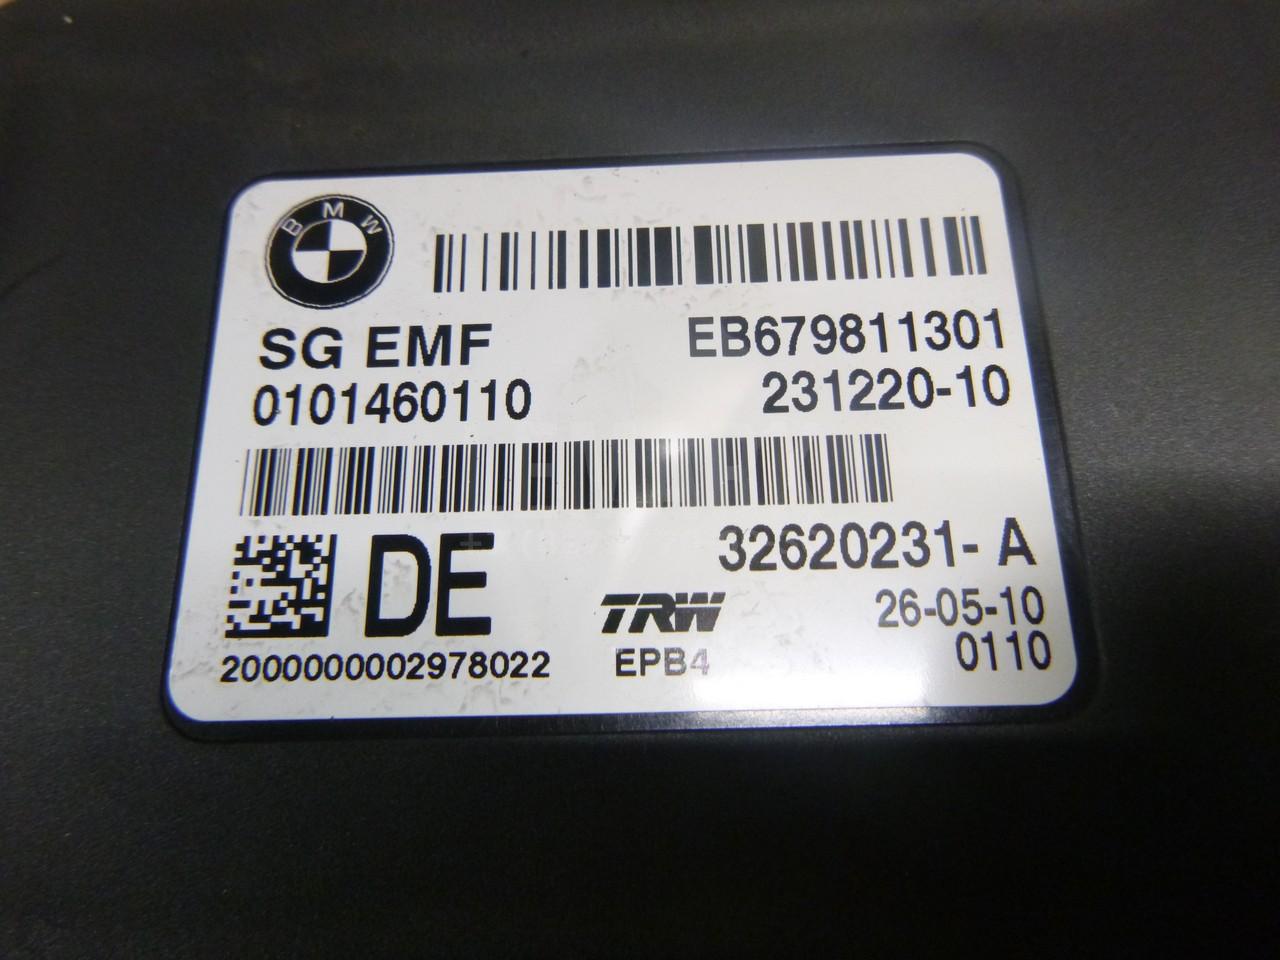 BMW
SG EMF EB679811301
0101460110 231220-10
DE 32620231- A
TRW 26-05-10
2000000002978022 EPB4 0110